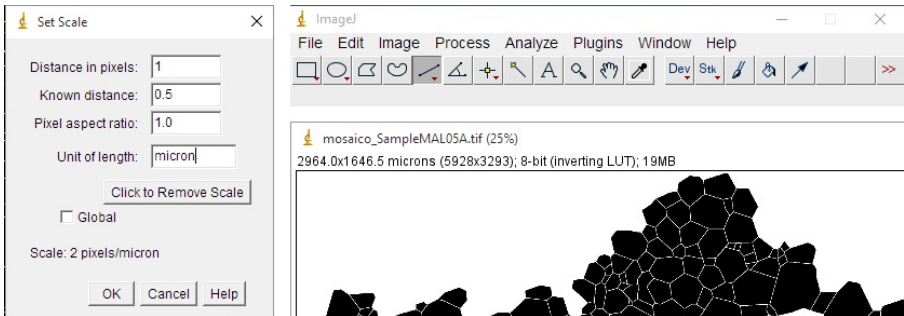 Set Scale
Distance in pixels: 1
Known distance: 0.5
Pixel aspect ratio: 1.0
Unit of length: micron
Click to Remove Scale
Global
Scale: 2 pixels/micron
OK Cancel Help
ImageJ
File Edit Image Process Analyze Plugins Window Help
A Dev Stk >>
mosaico_SampleMAL05A.tif (25%)
2964.0x1646.5 microns (5928x3293); 8-bit (inverting LUT); 19MB